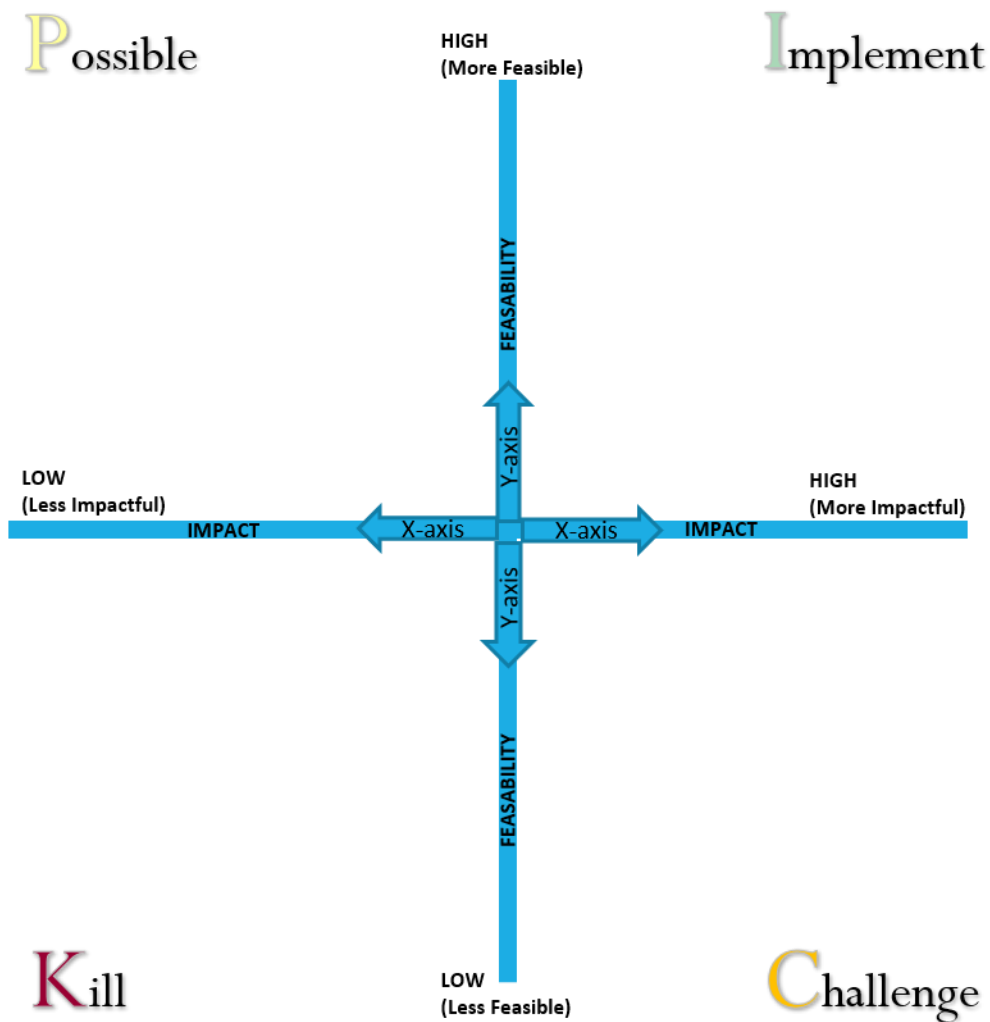 Possible
HIGH
(More Feasible)
Implement
FEASABILITY
Y-axis
LOW
(Less Impactful)
HIGH
(More Impactful)
IMPACT
X-axis
X-axis
IMPACT
Y-axis
FEASABILITY
Kill
LOW
(Less Feasible)
Challenge